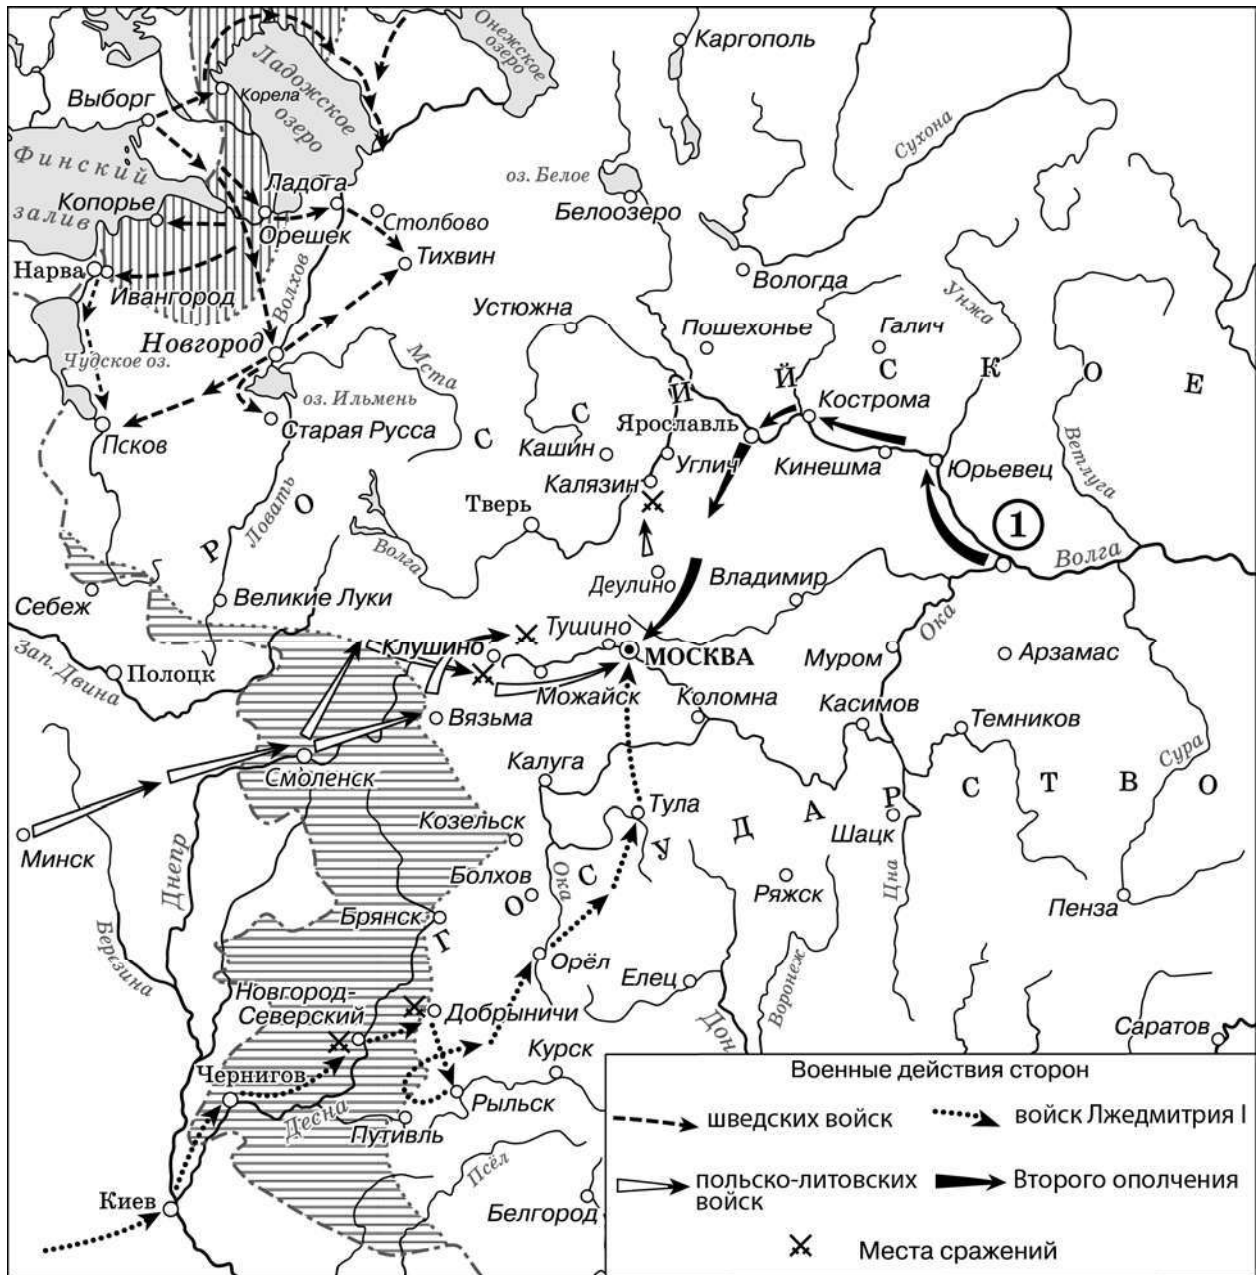 Каргополь
Онежское
озеро
Ладожское
озеро
Корела
Выборг
Финский
залив
Сухона
оз. Белое
Белоозеро
Ладога
Копорье
Орешек
Столбово
Тихвин
Нарва
Ивангород
Волхов
Вологда
Устюжна
Пошехонье
Галич
Унжа
Новгород
Чудское оз.
Мста
оз. Ильмень
Старая Русса
Псков
Р О С С И Й С К О Е
Ярославль
Кострома
Кашин
Углич
Кинешма
Юрьевец
Ветлуга
Калязин
Тверь
Ловать
Волга
1
Волга
Деулино
Владимир
Себеж
Великие Луки
Ока
Тушино
Клушино
МОСКВА
Муром
Арзамас
Зап. Двина
Полоцк
Можайск
Коломна
Касимов
Темников
Вязьма
Смоленск
Калуга
Сура
Г О С У Д А Р С Т В О
Тула
Козельск
Шацк
Минск
Днепр
Болхов
Ока
Ряжск
Цна
Пенза
Брянск
Березина
Орёл
Елец
Воронеж
Новгород-
Северский
Добрыничи
Дон
Саратов
Курск
Чернигов
Десна
Рыльск
Путивль
Псёл
Киев
Белгород
Военные действия сторон
шведских войск
войск Лжедмитрия I
польско-литовских
войск
Второго ополчения
Места сражений